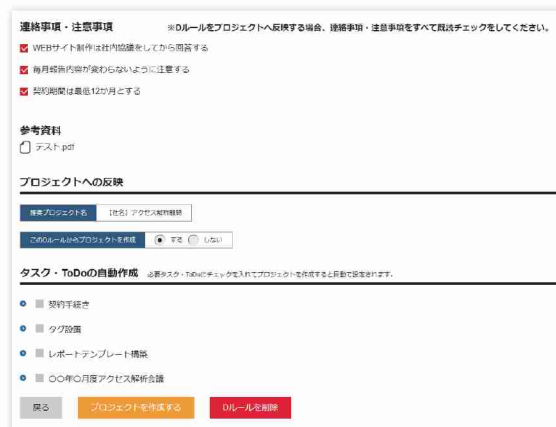 連絡事項・注意事項 ※Dルールをプロジェクトへ反映する場合、連絡事項・注意事項をすべて既読チェックをしてください。
WEBサイト制作は社内協議をしてから回答する
毎月報告内容が変わらないように注意する
契約期間は最低12か月とする
参考資料
テスト.pdf
プロジェクトへの反映
推奨プロジェクト名 【社名】アクセス解析商談
このDルールからプロジェクトを作成 する しない
タスク・ToDoの自動作成 必要タスク・ToDoにチェックを入れてプロジェクトを作成すると自動で設定されます。
契約手続き
タグ設置
レポートテンプレート構築
〇〇年〇月度アクセス解析会議
戻る プロジェクトを作成する Dルールを削除